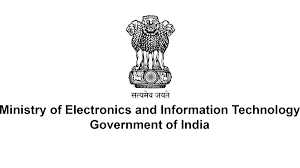 सत्यमेव जयते
Ministry of Electronics and Information Technology
Government of India